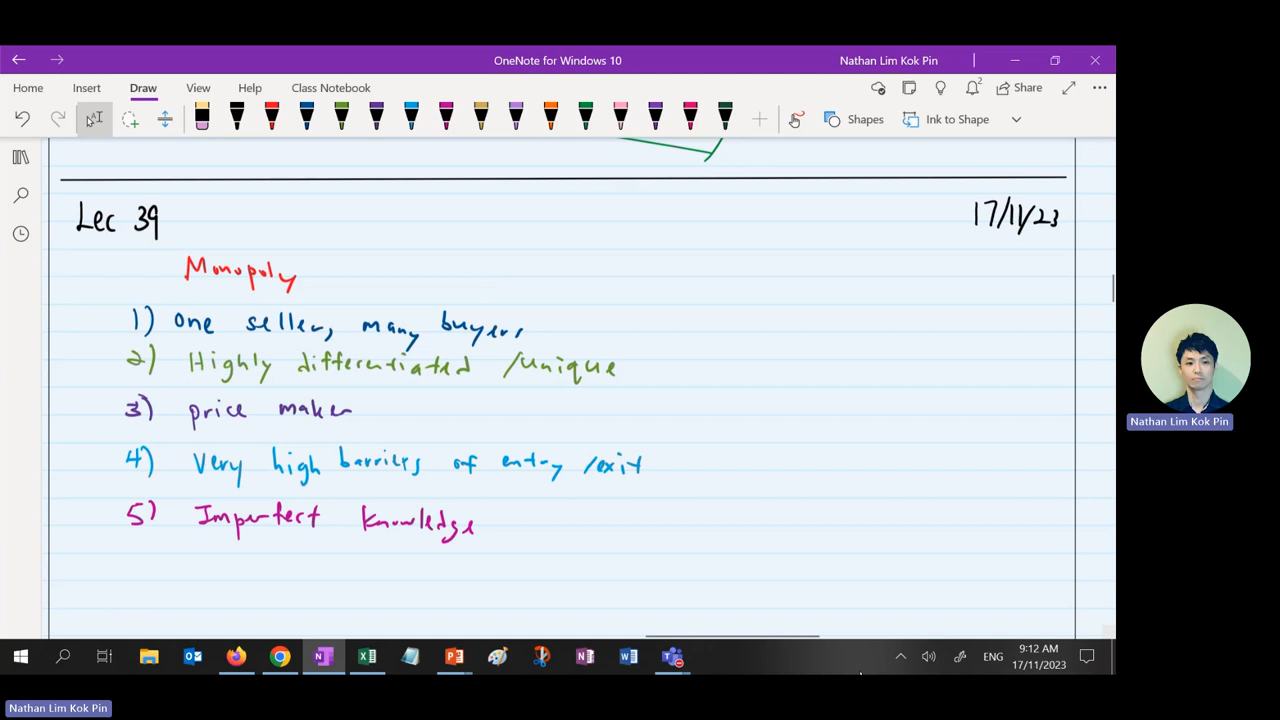 OneNote for Windows 10
Nathan Lim Kok Pin
Home Insert Draw View Help Class Notebook
Share
Shapes
Ink to Shape
Lec 39
17/11/23
Monopoly
1) One seller, many buyers
2) Highly differentiated /unique
3) price maker
4) Very high barriers of entry /exit
5) Imperfect knowledge
Nathan Lim Kok Pin
ENG
9:12 AM
17/11/2023
Nathan Lim Kok Pin